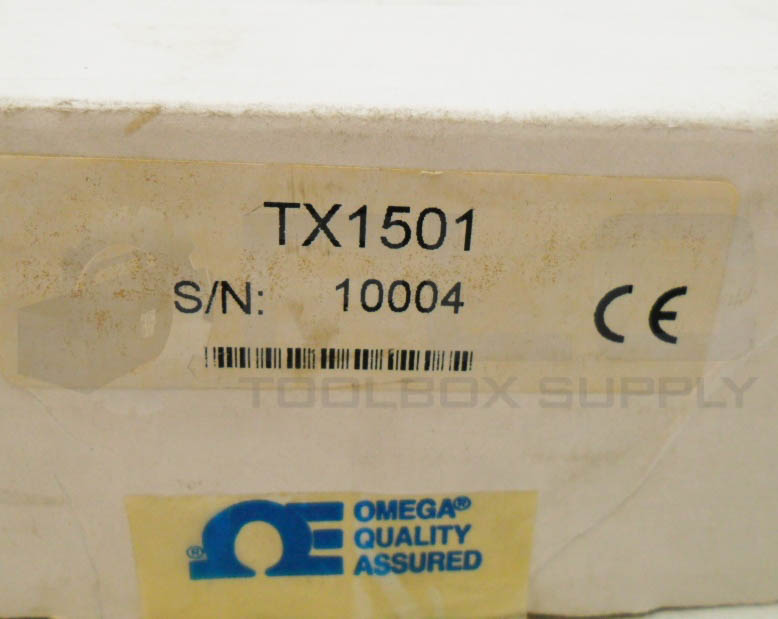 TX1501
S/N: 10004
CE
TOOLBOX SUPPLY
OMEGA®
QUALITY
ASSURED
®